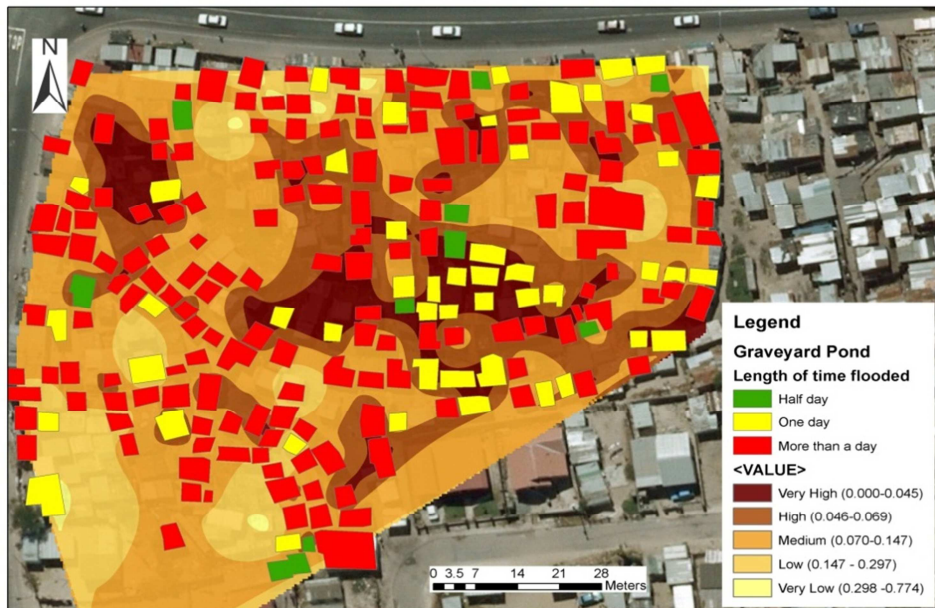 N
Legend
Graveyard Pond
Length of time flooded
Half day
One day
More than a day
<VALUE>
Very High (0.000-0.045)
High (0.046-0.069)
Medium (0.070-0.147)
Low (0.147 - 0.297)
Very Low (0.298 -0.774)
0 3.5 7 14 21 28
Meters